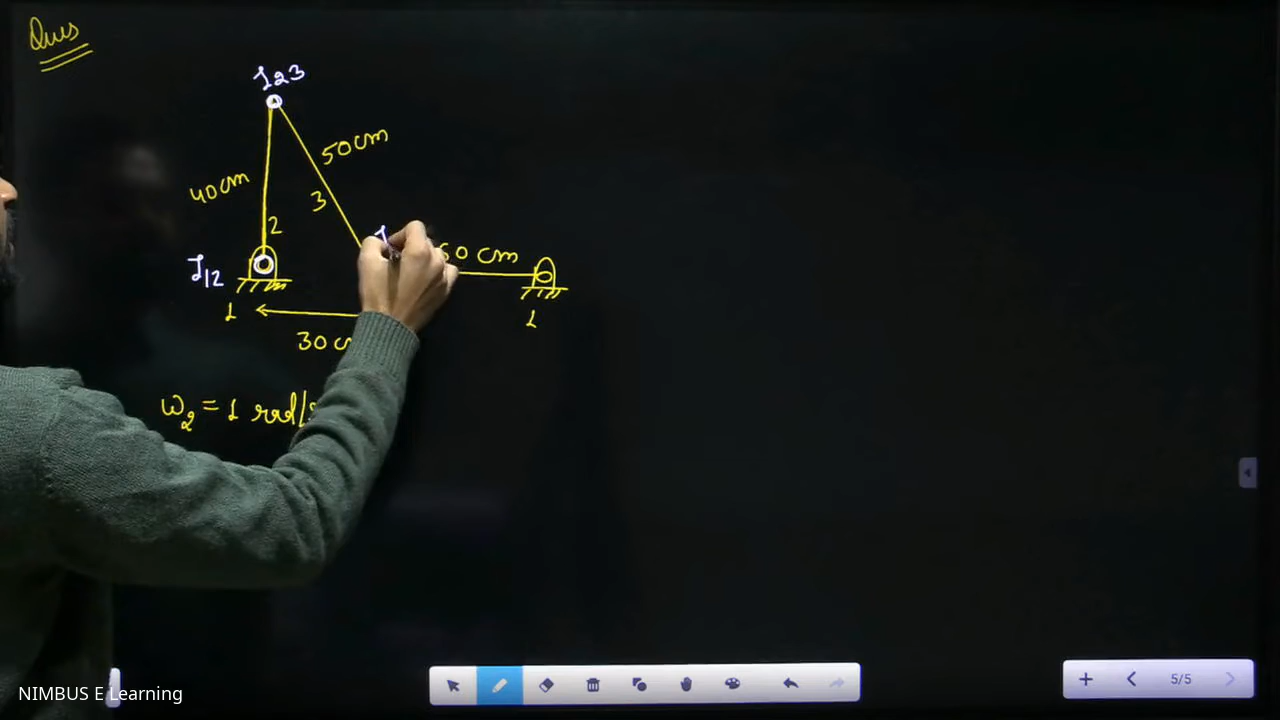 Ques
I23
50cm
40cm
3
2
I12
60 cm
1
1
30 c
ω2 = 1 rad/
5/5
NIMBUS E Learning